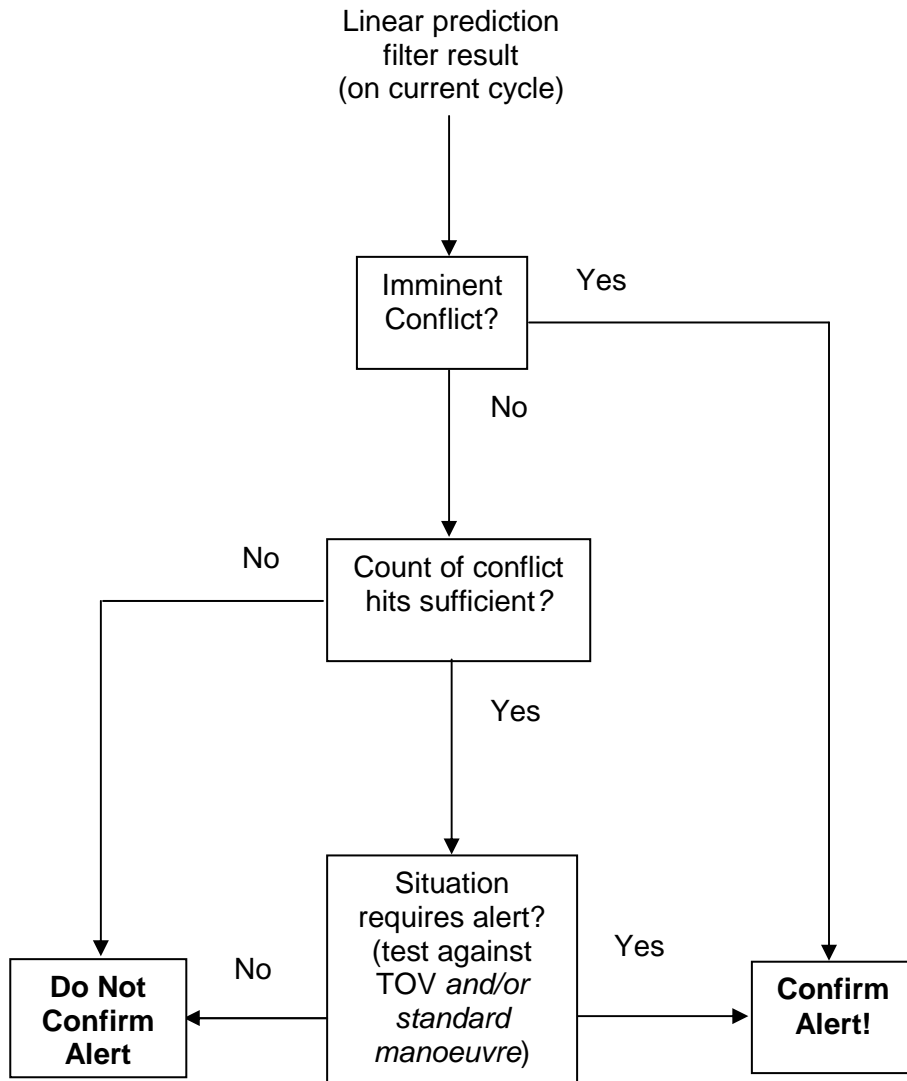 Linear prediction
filter result
(on current cycle)
Imminent
Conflict?
Yes
No
Count of conflict
hits sufficient?
No
Yes
Situation
requires alert?
(test against
TOV and/or
standard
manoeuvre)
No
Yes
Do Not
Confirm
Alert
Confirm
Alert!